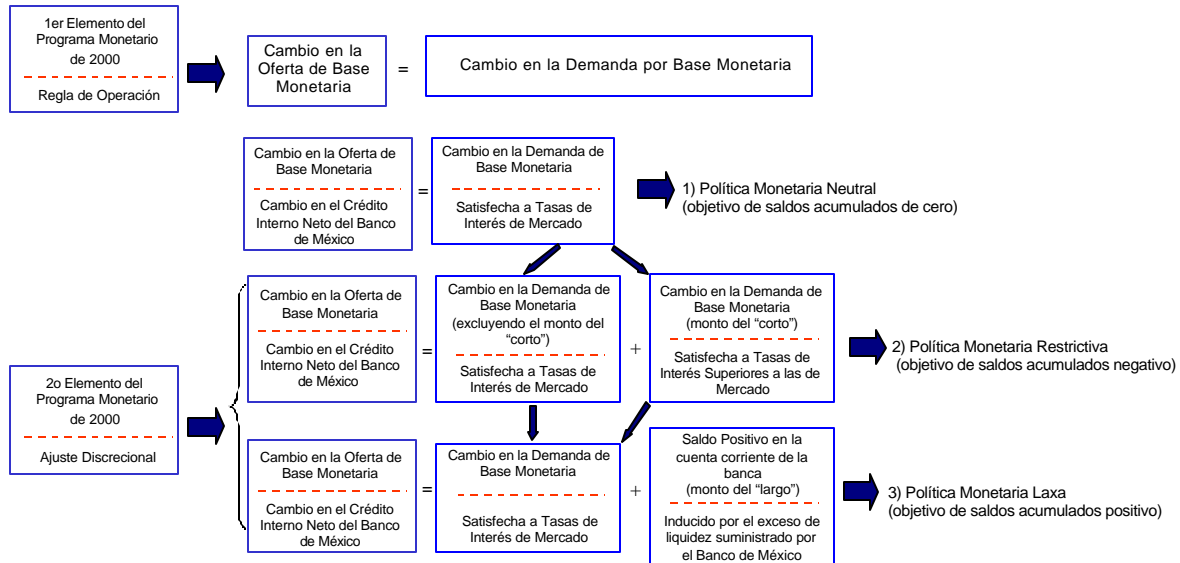 1er Elemento del
Programa Monetario
de 2000
Regla de Operación
Cambio en la
Oferta de Base
Monetaria
=
Cambio en la Demanda por Base Monetaria
Cambio en la Oferta de
Base Monetaria
Cambio en el Crédito
Interno Neto del Banco
de México
=
Cambio en la Demanda de
Base Monetaria
Satisfecha a Tasas de
Interés de Mercado
1) Política Monetaria Neutral
(objetivo de saldos acumulados de cero)
2o Elemento del
Programa Monetario
de 2000
Ajuste Discrecional
Cambio en la Oferta de
Base Monetaria
Cambio en el Crédito
Interno Neto del Banco
de México
=
Cambio en la Demanda de
Base Monetaria
(excluyendo el monto del
“corto”)
Satisfecha a Tasas de
Interés de Mercado
+
Cambio en la Demanda de
Base Monetaria
(monto del “corto”)
Satisfecha a Tasas de
Interés Superiores a las de
Mercado
2) Política Monetaria Restrictiva
(objetivo de saldos acumulados negativo)
Cambio en la Oferta de
Base Monetaria
Cambio en el Crédito
Interno Neto del Banco
de México
=
Cambio en la Demanda de
Base Monetaria
Satisfecha a Tasas de
Interés de Mercado
+
Saldo Positivo en la
cuenta corriente de la
banca
(monto del “largo”)
Inducido por el exceso de
liquidez suministrado por
el Banco de México
3) Política Monetaria Laxa
(objetivo de saldos acumulados positivo)